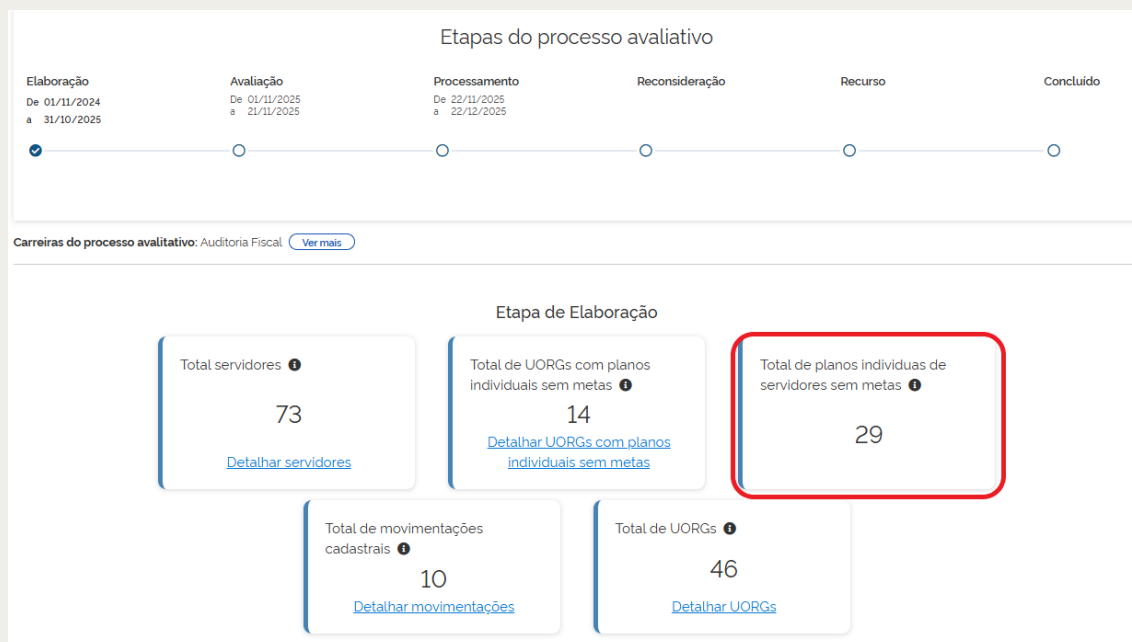 Etapas do processo avaliativo
Elaboração
De 01/11/2024
a 31/10/2025
Avaliação
De 01/11/2025
a 21/11/2025
Processamento
De 22/11/2025
a 22/12/2025
Reconsideração
Recurso
Concluído
Carreiras do processo avalitativo: Auditoria Fiscal Ver mais
Etapa de Elaboração
Total servidores
73
Detalhar servidores
Total de UORGs com planos
individuais sem metas
14
Detalhar UORGs com planos
individuais sem metas
Total de planos individuas de
servidores sem metas
29
Total de movimentações
cadastrais
10
Detalhar movimentações
Total de UORGs
46
Detalhar UORGs